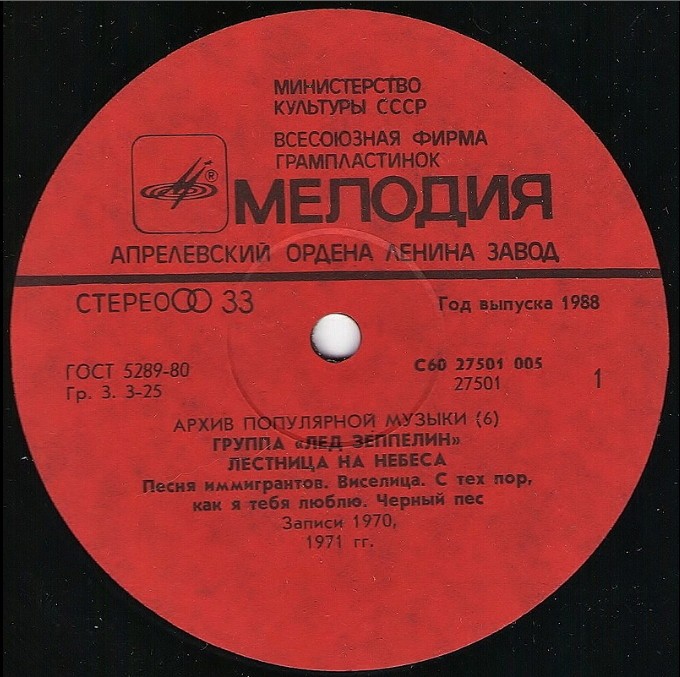 МИНИСТЕРСТВО
КУЛЬТУРЫ СССР
ВСЕСОЮЗНАЯ ФИРМА
ГРАМПЛАСТИНОК
®
МЕЛОДИЯ
АПРЕЛЕВСКИЙ ОРДЕНА ЛЕНИНА ЗАВОД
СТЕРЕО 33
Год выпуска 1988
ГОСТ 5289-80
Гр. 3. 3-25
С60 27501 005
27501
1
АРХИВ ПОПУЛЯРНОЙ МУЗЫКИ (6)
ГРУППА «ЛЕД ЗЕППЕЛИН»
ЛЕСТНИЦА НА НЕБЕСА
Песня иммигрантов. Виселица. С тех пор,
как я тебя люблю. Черный пес
Записи 1970,
1971 гг.